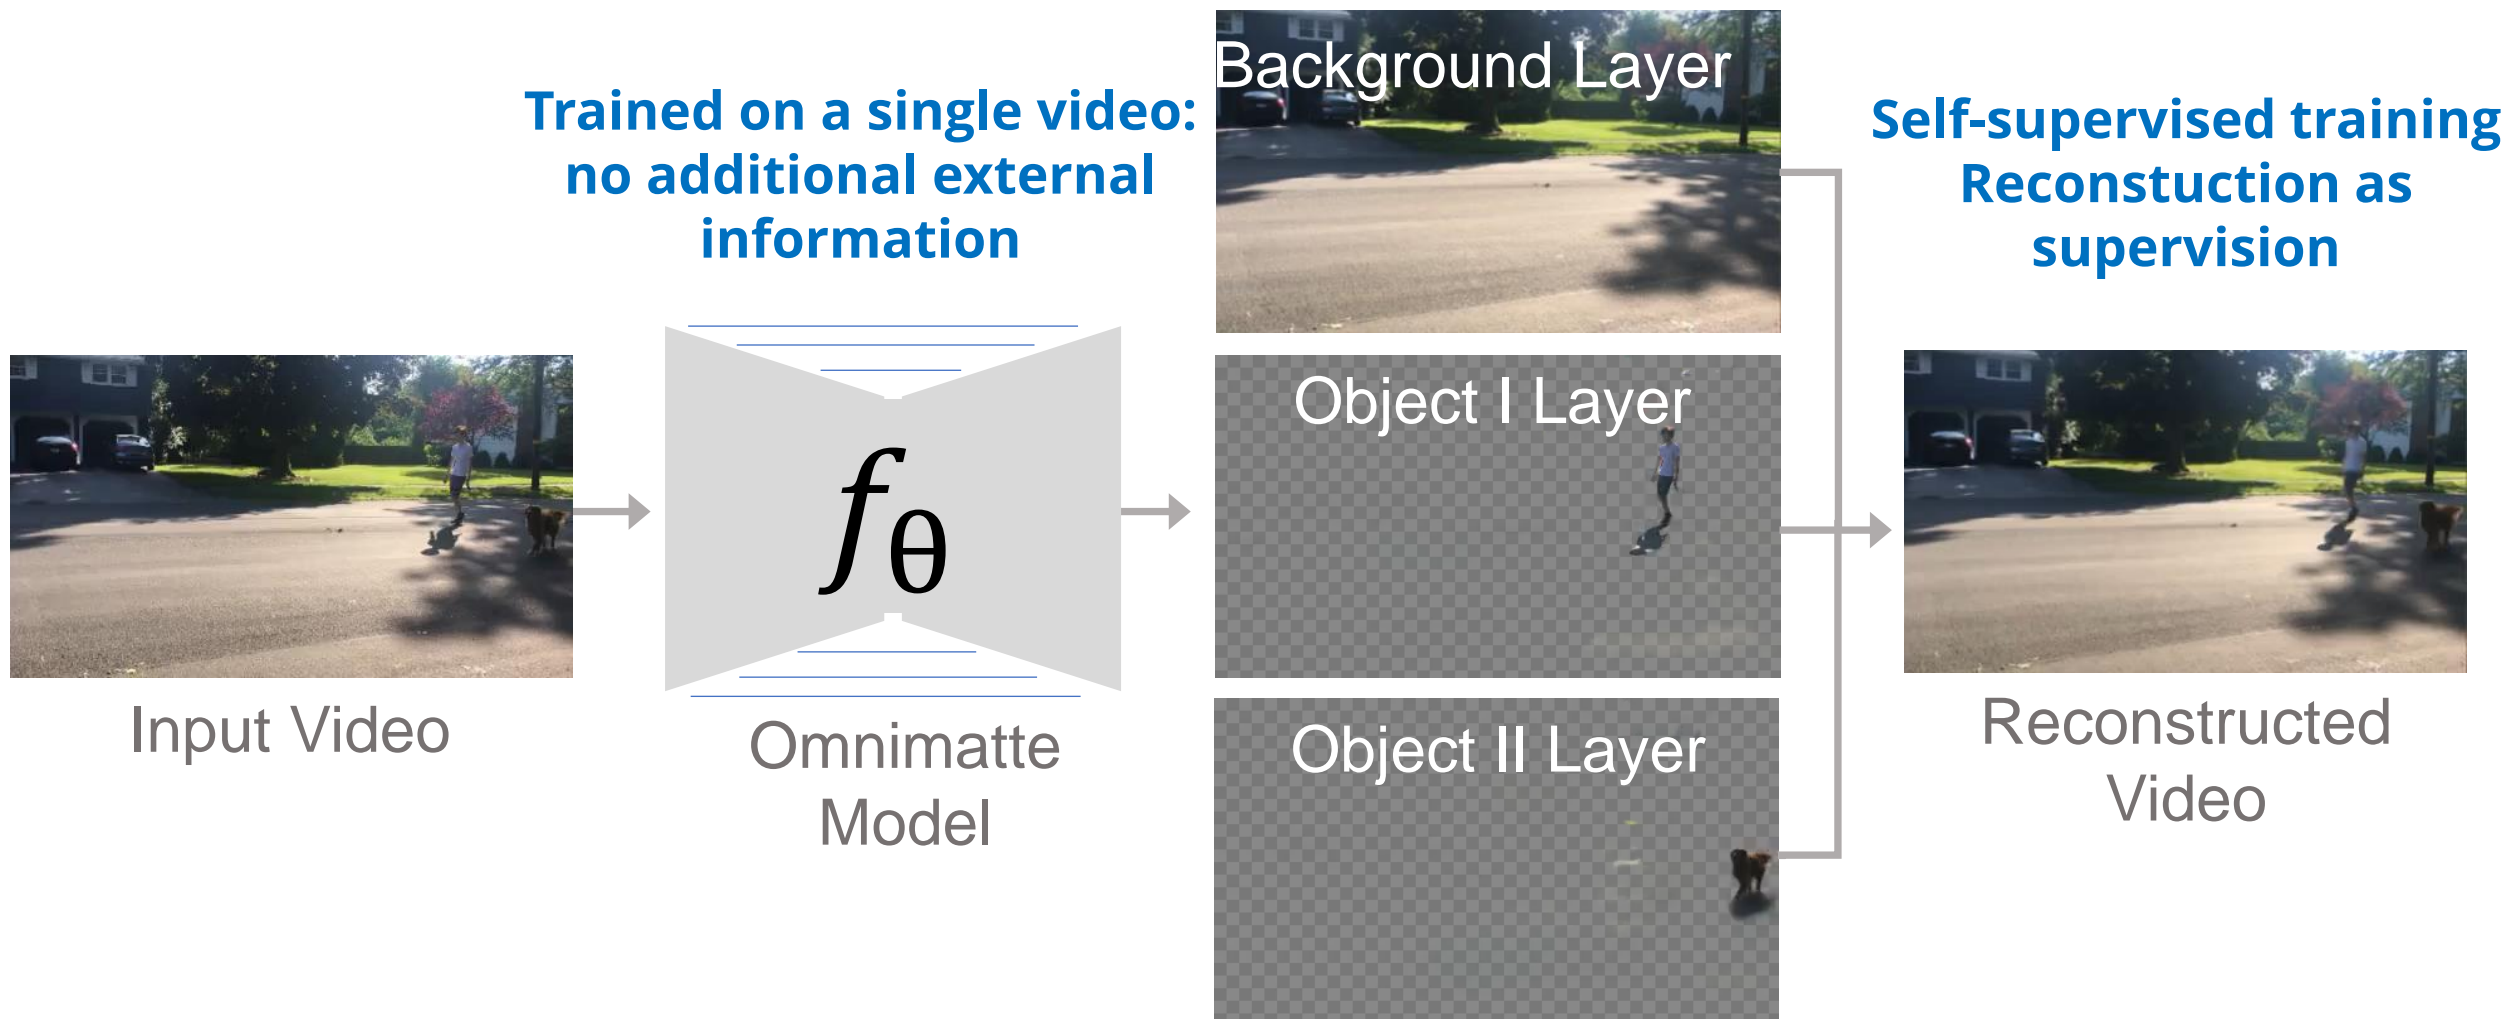 Trained on a single video:
no additional external
information
Background Layer
Self-supervised training
Reconstuction as
supervision
Object I Layer
fθ
Object II Layer
Input Video
Omnimatte
Model
Reconstructed
Video